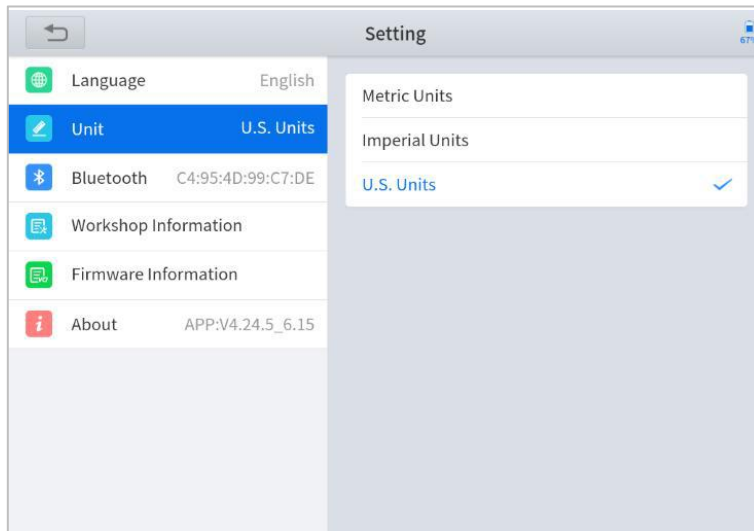 Setting
67%
Language English
Unit U.S. Units
Bluetooth C4:95:4D:99:C7:DE
Workshop Information
Firmware Information
About APP:V4.24.5_6.15
Metric Units
Imperial Units
U.S. Units